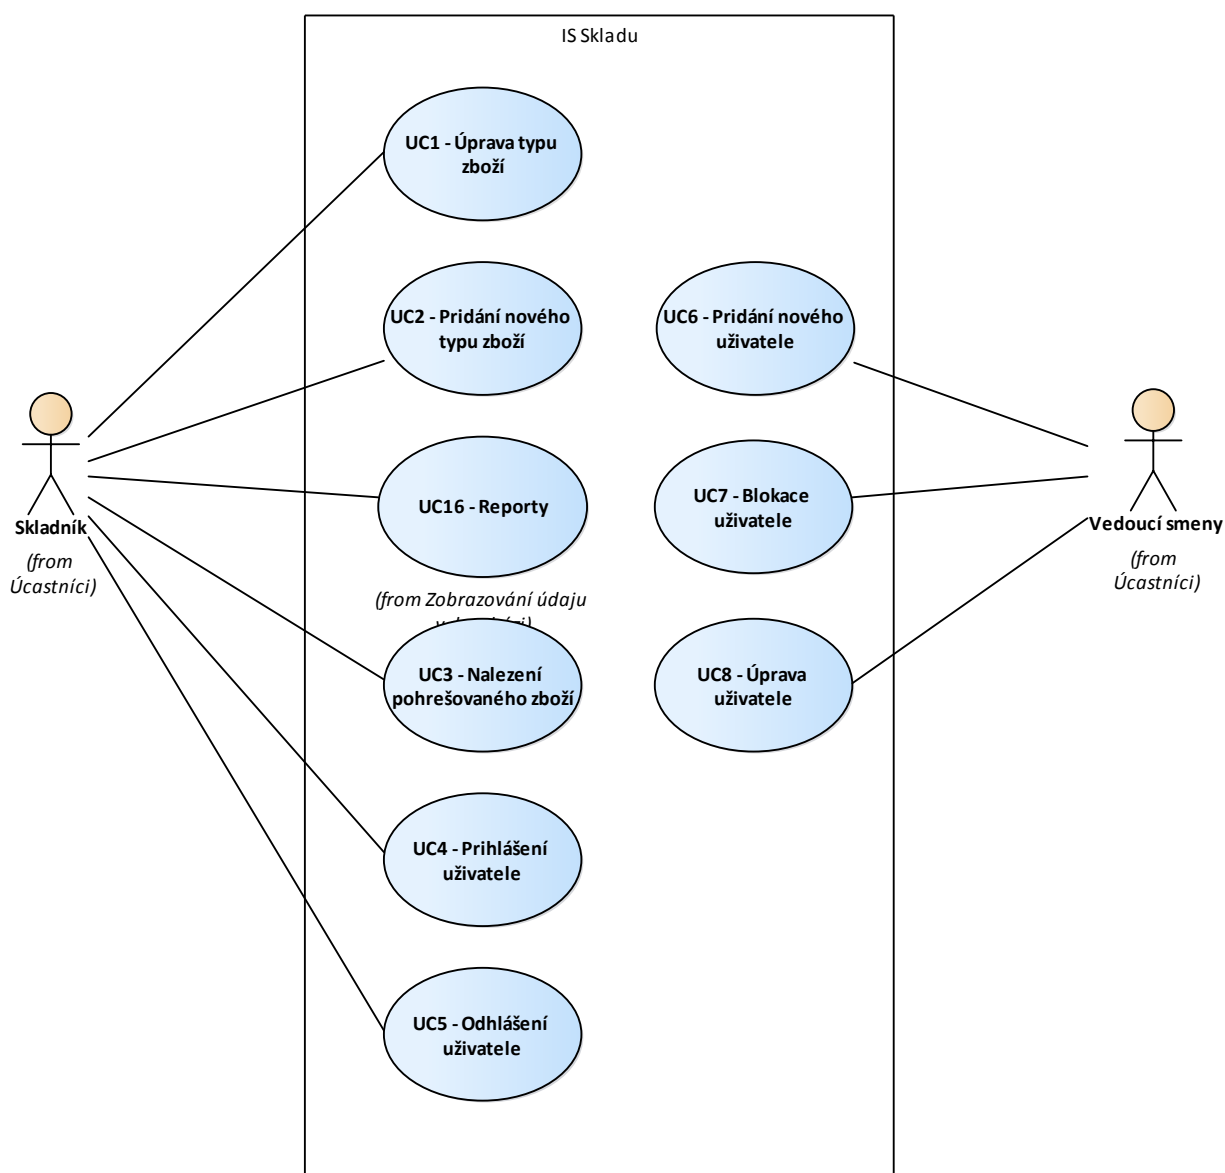 IS Skladu
UC1 - Úprava typu
zboží
UC2 - Pridání nového
typu zboží
UC6 - Pridání nového
uživatele
UC16 - Reporty
(from Zobrazování údaju
UC7 - Blokace
uživatele
Skladník
(from
Úcastníci)
Vedoucí smeny
(from
Úcastníci)
UC3 - Nalezení
pohrešovaného zboží
UC8 - Úprava
uživatele
UC4 - Prihlášení
uživatele
UC5 - Odhlášení
uživatele